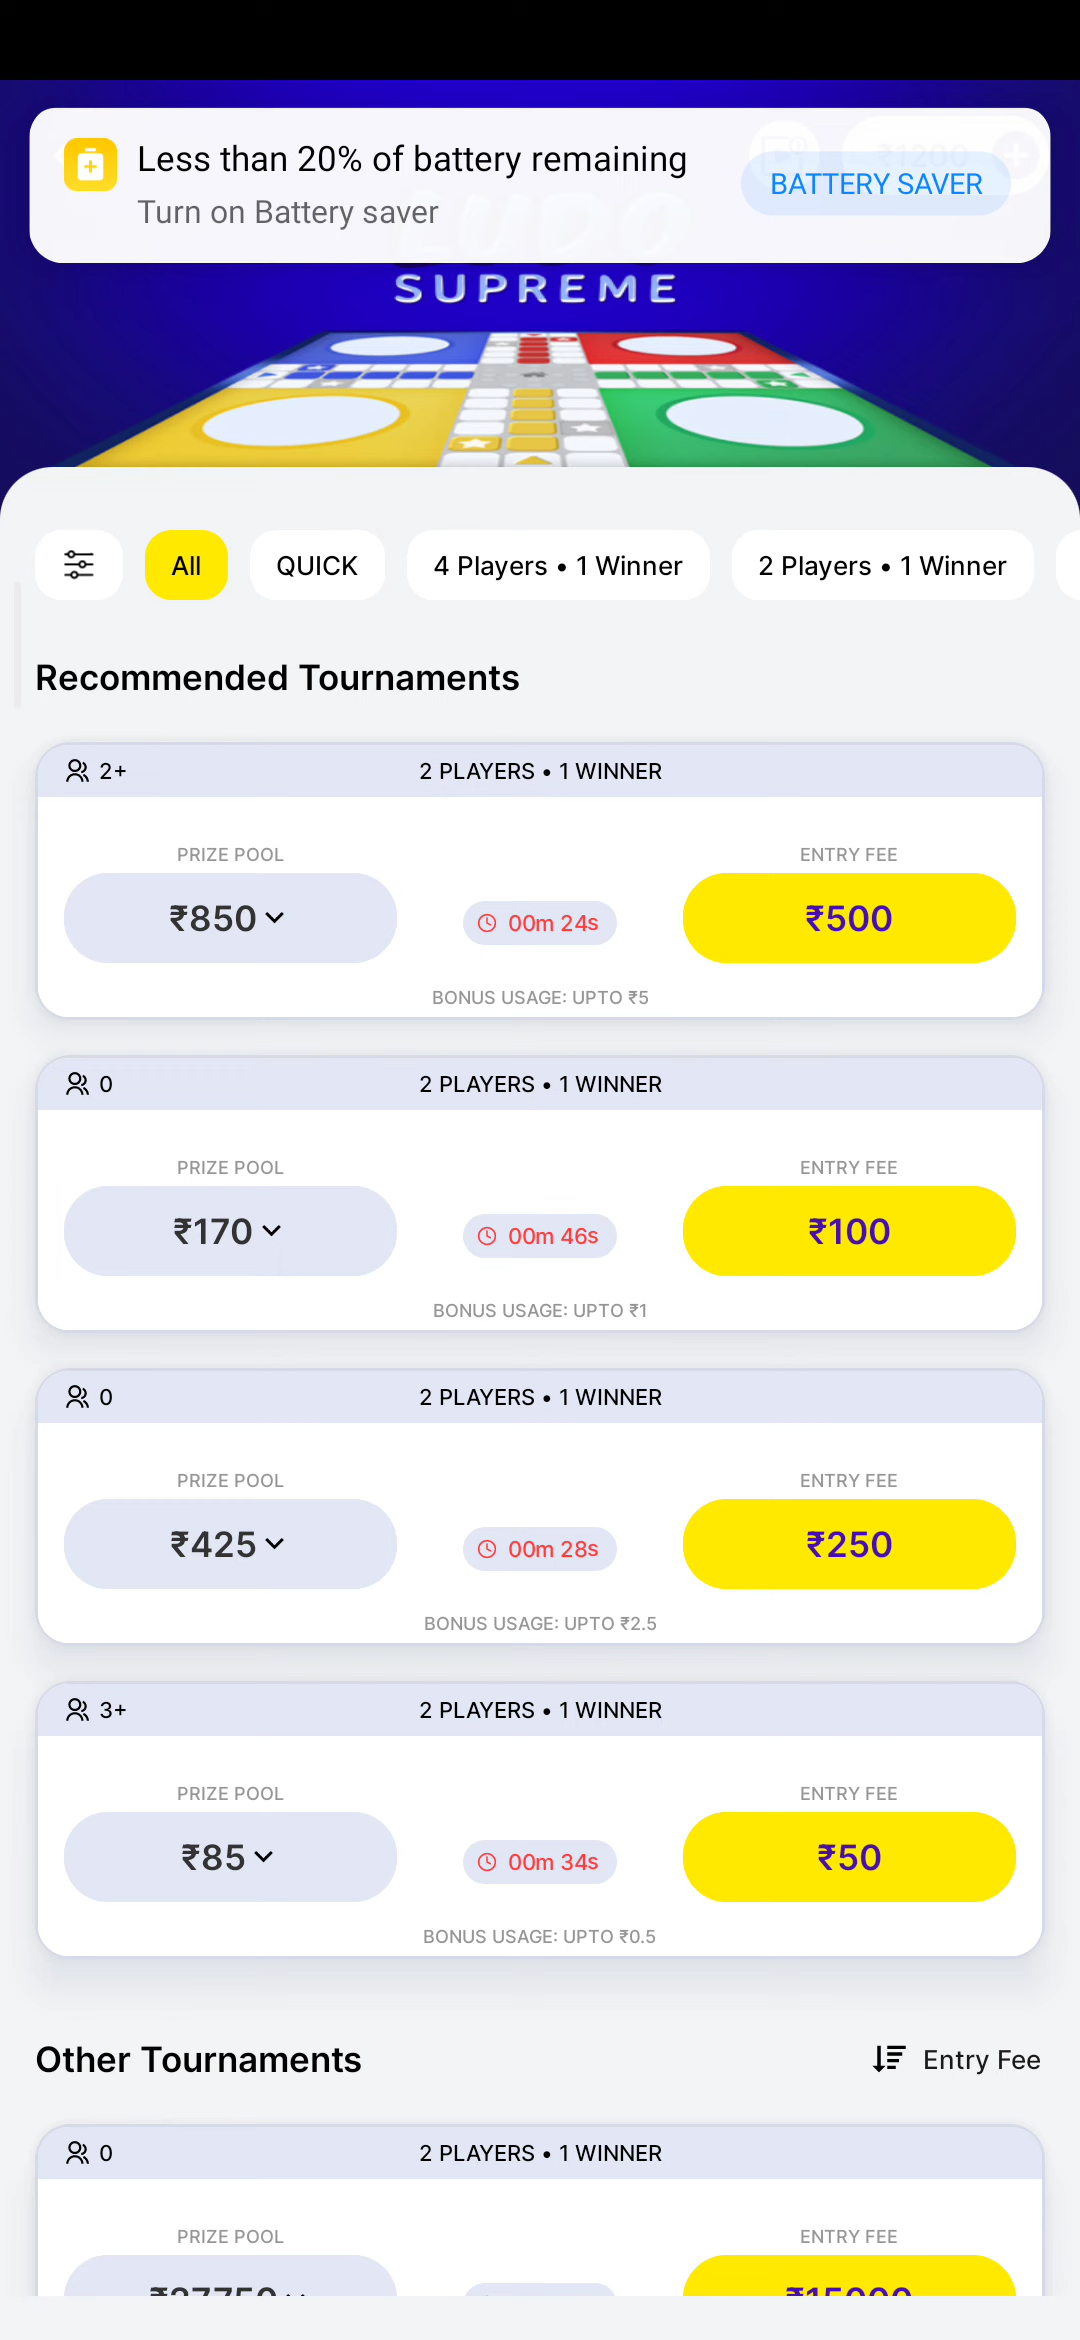 Less than 20% of battery remaining
Turn on Battery saver
BATTERY SAVER
₹1200
LUDO
SUPREME
All
QUICK
4 Players • 1 Winner
2 Players • 1 Winner
Recommended Tournaments
2+
2 PLAYERS • 1 WINNER
PRIZE POOL
ENTRY FEE
₹850
00m 24s
₹500
BONUS USAGE: UPTO ₹5
0
2 PLAYERS • 1 WINNER
PRIZE POOL
ENTRY FEE
₹170
00m 46s
₹100
BONUS USAGE: UPTO ₹1
0
2 PLAYERS • 1 WINNER
PRIZE POOL
ENTRY FEE
₹425
00m 28s
₹250
BONUS USAGE: UPTO ₹2.5
3+
2 PLAYERS • 1 WINNER
PRIZE POOL
ENTRY FEE
₹85
00m 34s
₹50
BONUS USAGE: UPTO ₹0.5
Other Tournaments
Entry Fee
0
2 PLAYERS • 1 WINNER
PRIZE POOL
ENTRY FEE
₹15000